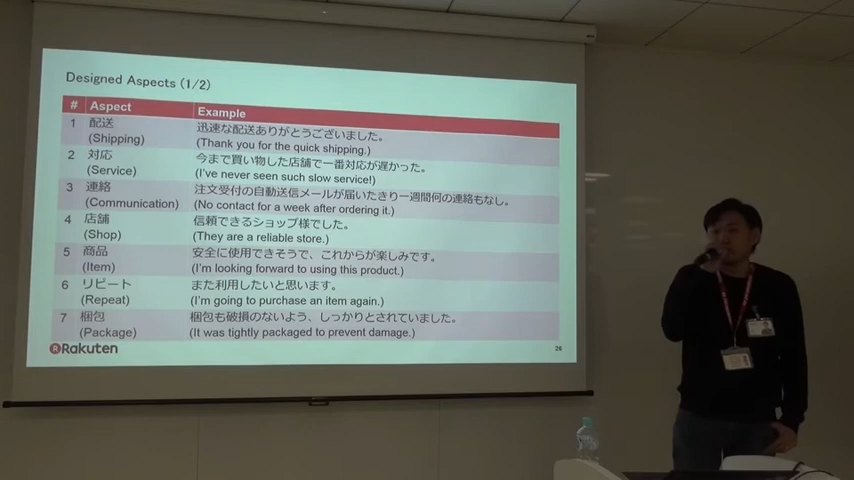 Designed Aspects (1/2)
# Aspect Example
1 配送 迅速な配送ありがとうございました。
(Shipping) (Thank you for the quick shipping.)
2 対応 今まで買い物した店舗で一番対応が遅かった。
(Service) (I've never seen such slow service!)
3 連絡 注文受付の自動送信メールが届いたきり一週間何の連絡もなし。
(Communication) (No contact for a week after ordering it.)
4 店舗 信頼できるショップ様でした。
(Shop) (They are a reliable store.)
5 商品 安全に使用できそうで、これからが楽しみです。
(Item) (I'm looking forward to using this product.)
6 リピート また利用したいと思います。
(Repeat) (I'm going to purchase an item again.)
7 梱包 梱包も破損のないよう、しっかりとされていました。
(Package) (It was tightly packaged to prevent damage.)
Rakuten 26